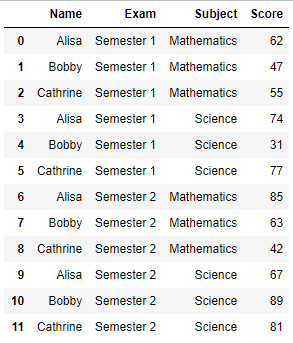 Name Exam Subject Score
0 Alisa Semester 1 Mathematics 62
1 Bobby Semester 1 Mathematics 47
2 Cathrine Semester 1 Mathematics 55
3 Alisa Semester 1 Science 74
4 Bobby Semester 1 Science 31
5 Cathrine Semester 1 Science 77
6 Alisa Semester 2 Mathematics 85
7 Bobby Semester 2 Mathematics 63
8 Cathrine Semester 2 Mathematics 42
9 Alisa Semester 2 Science 67
10 Bobby Semester 2 Science 89
11 Cathrine Semester 2 Science 81